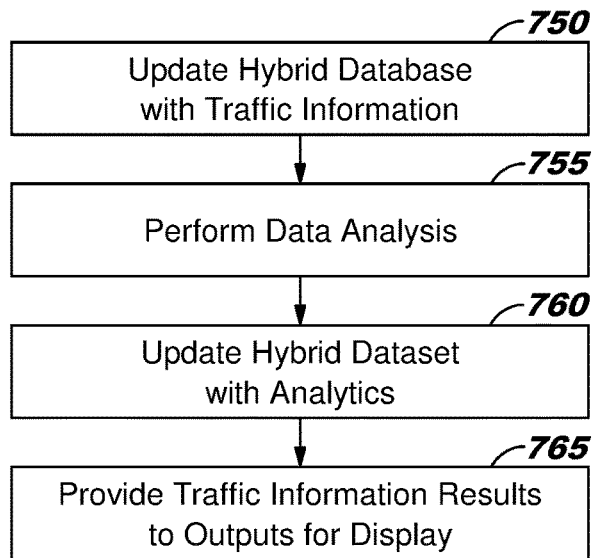 750
Update Hybrid Database
with Traffic Information
755
Perform Data Analysis
760
Update Hybrid Dataset
with Analytics
765
Provide Traffic Information Results
to Outputs for Display